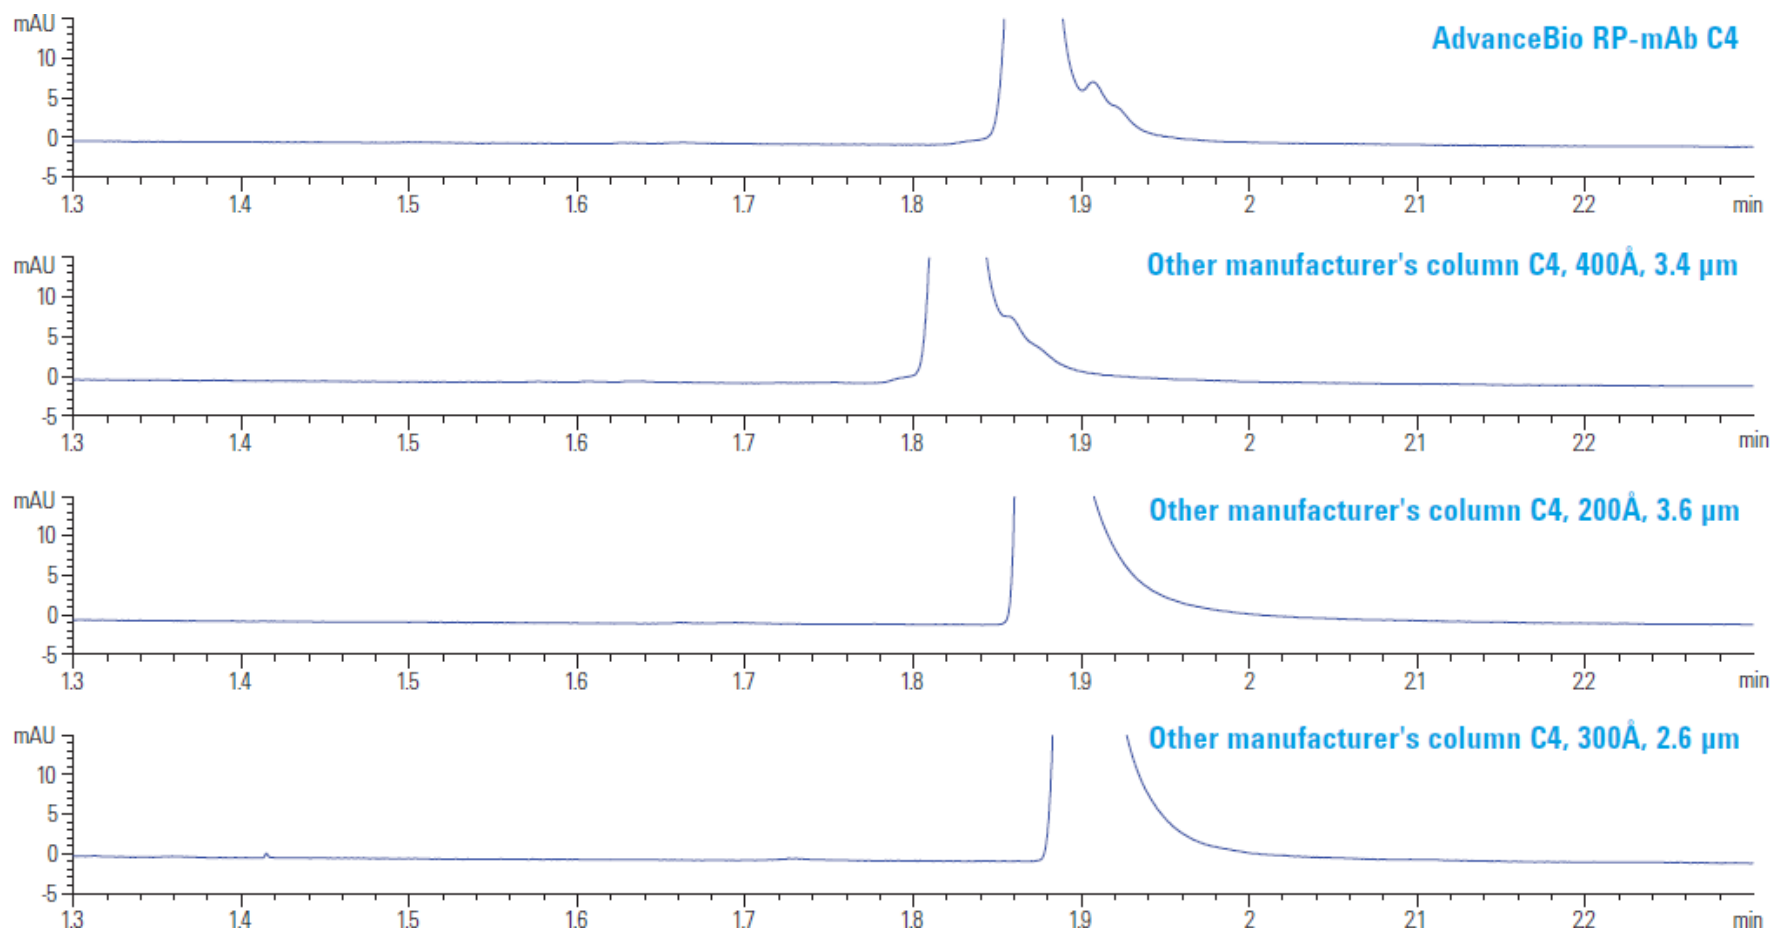 mAU
AdvanceBio RP-mAb C4
10
5
0
-5
1.3 1.4 1.5 1.6 1.7 1.8 1.9 2 21 22 min
mAU
Other manufacturer's column C4, 400Å, 3.4 µm
10
5
0
-5
1.3 1.4 1.5 1.6 1.7 1.8 1.9 2 21 22 min
mAU
Other manufacturer's column C4, 200Å, 3.6 µm
10
5
0
-5
1.3 1.4 1.5 1.6 1.7 1.8 1.9 2 21 22 min
mAU
Other manufacturer's column C4, 300Å, 2.6 µm
10
5
0
-5
1.3 1.4 1.5 1.6 1.7 1.8 1.9 2 21 22 min